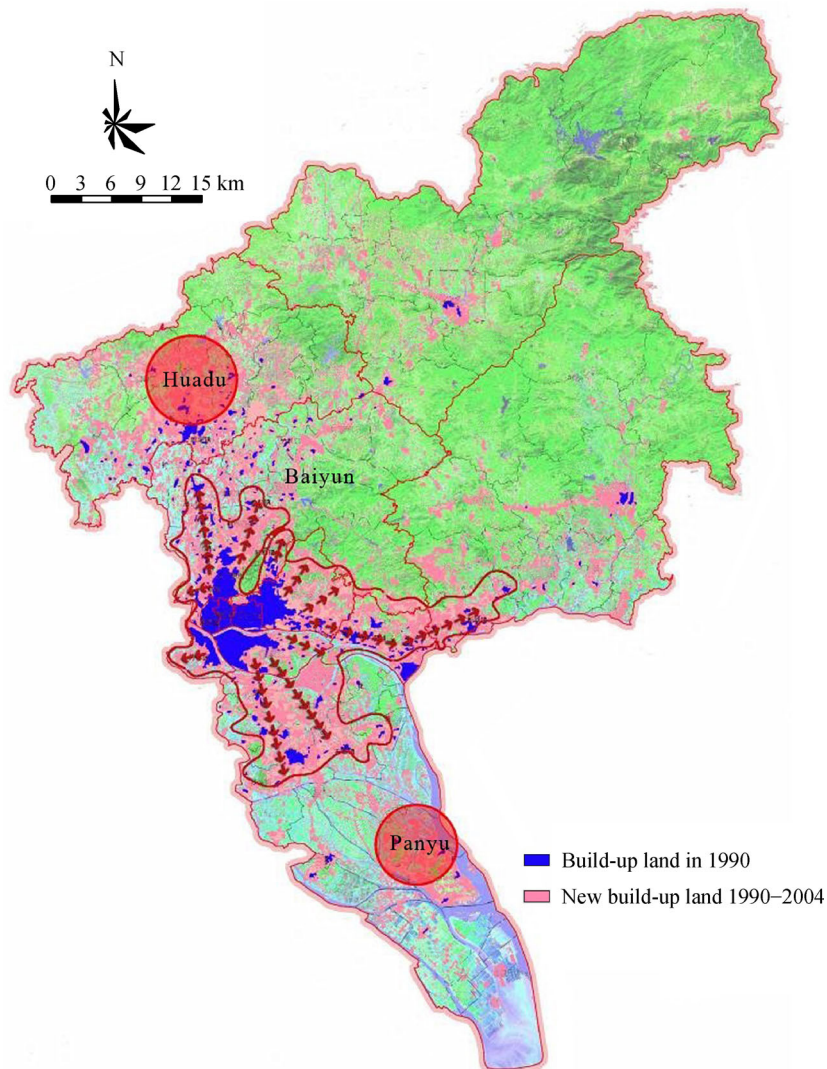 N
0 3 6 9 12 15 km
Huadu
Baiyun
Panyu
Build-up land in 1990
New build-up land 1990−2004